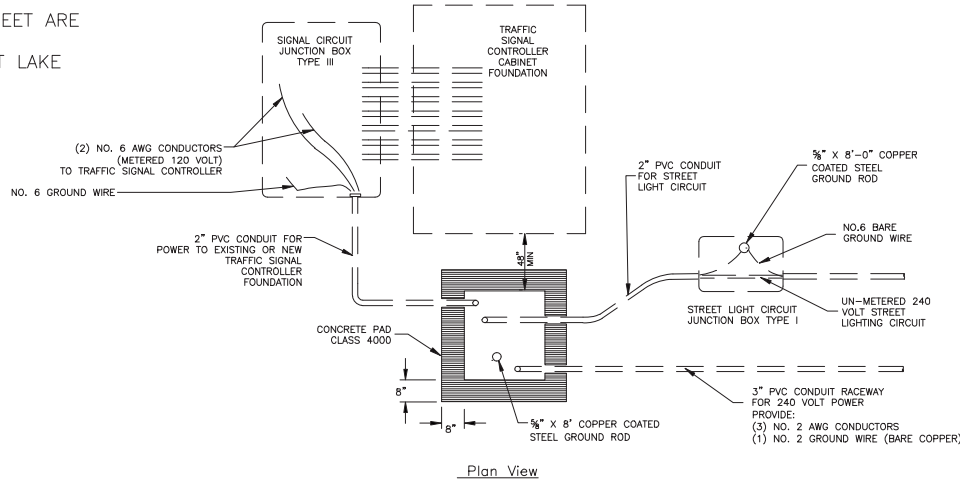 EET ARE
T LAKE
SIGNAL CIRCUIT
JUNCTION BOX
TYPE III
TRAFFIC
SIGNAL
CONTROLLER
CABINET
FOUNDATION
(2) NO. 6 AWG CONDUCTORS
(METERED 120 VOLT)
TO TRAFFIC SIGNAL CONTROLLER
NO. 6 GROUND WIRE
2" PVC CONDUIT FOR
POWER TO EXISTING OR NEW
TRAFFIC SIGNAL
CONTROLLER
FOUNDATION
48"
MIN
2" PVC CONDUIT
FOR STREET
LIGHT CIRCUIT
⅝" X 8'-0" COPPER
COATED STEEL
GROUND ROD
NO.6 BARE
GROUND WIRE
STREET LIGHT CIRCUIT
JUNCTION BOX TYPE I
UN-METERED 240
VOLT STREET
LIGHTING CIRCUIT
CONCRETE PAD
CLASS 4000
8"
8"
⅝" X 8' COPPER COATED
STEEL GROUND ROD
3" PVC CONDUIT RACEWAY
FOR 240 VOLT POWER
PROVIDE:
(3) NO. 2 AWG CONDUCTORS
(1) NO. 2 GROUND WIRE (BARE COPPER)
Plan View